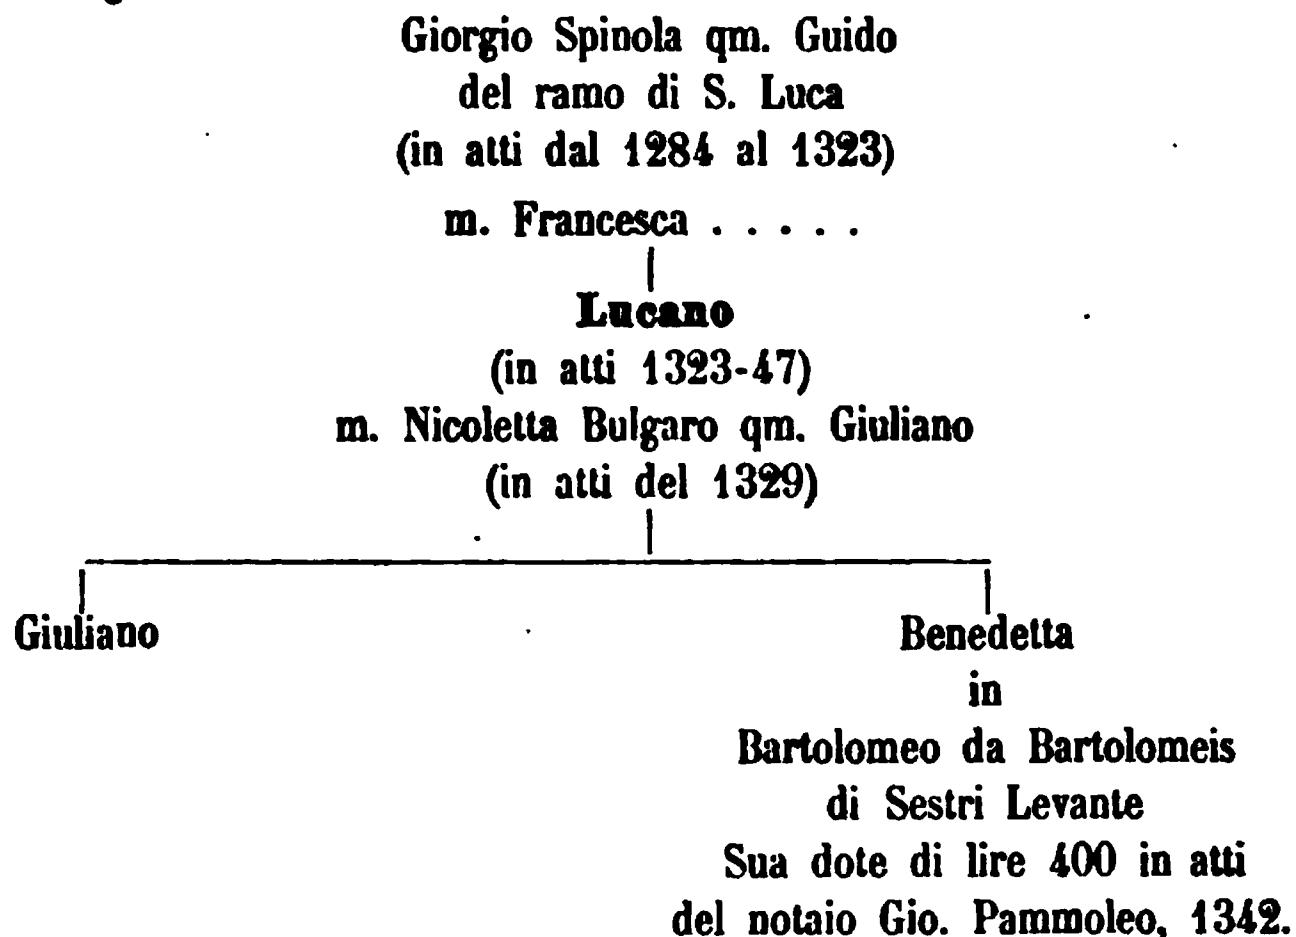 Giorgio Spinola qm. Guido
del ramo di S. Luca
(in atti dal 1284 al 1323)
m. Francesca . . . . .
Lucano
(in atti 1323-47)
m. Nicoletta Bulgaro qm. Giuliano
(in atti del 1329)
Giuliano
Benedetta
in
Bartolomeo da Bartolomeis
di Sestri Levante
Sua dote di lire 400 in atti
del notaio Gio. Pammoleo, 1342.